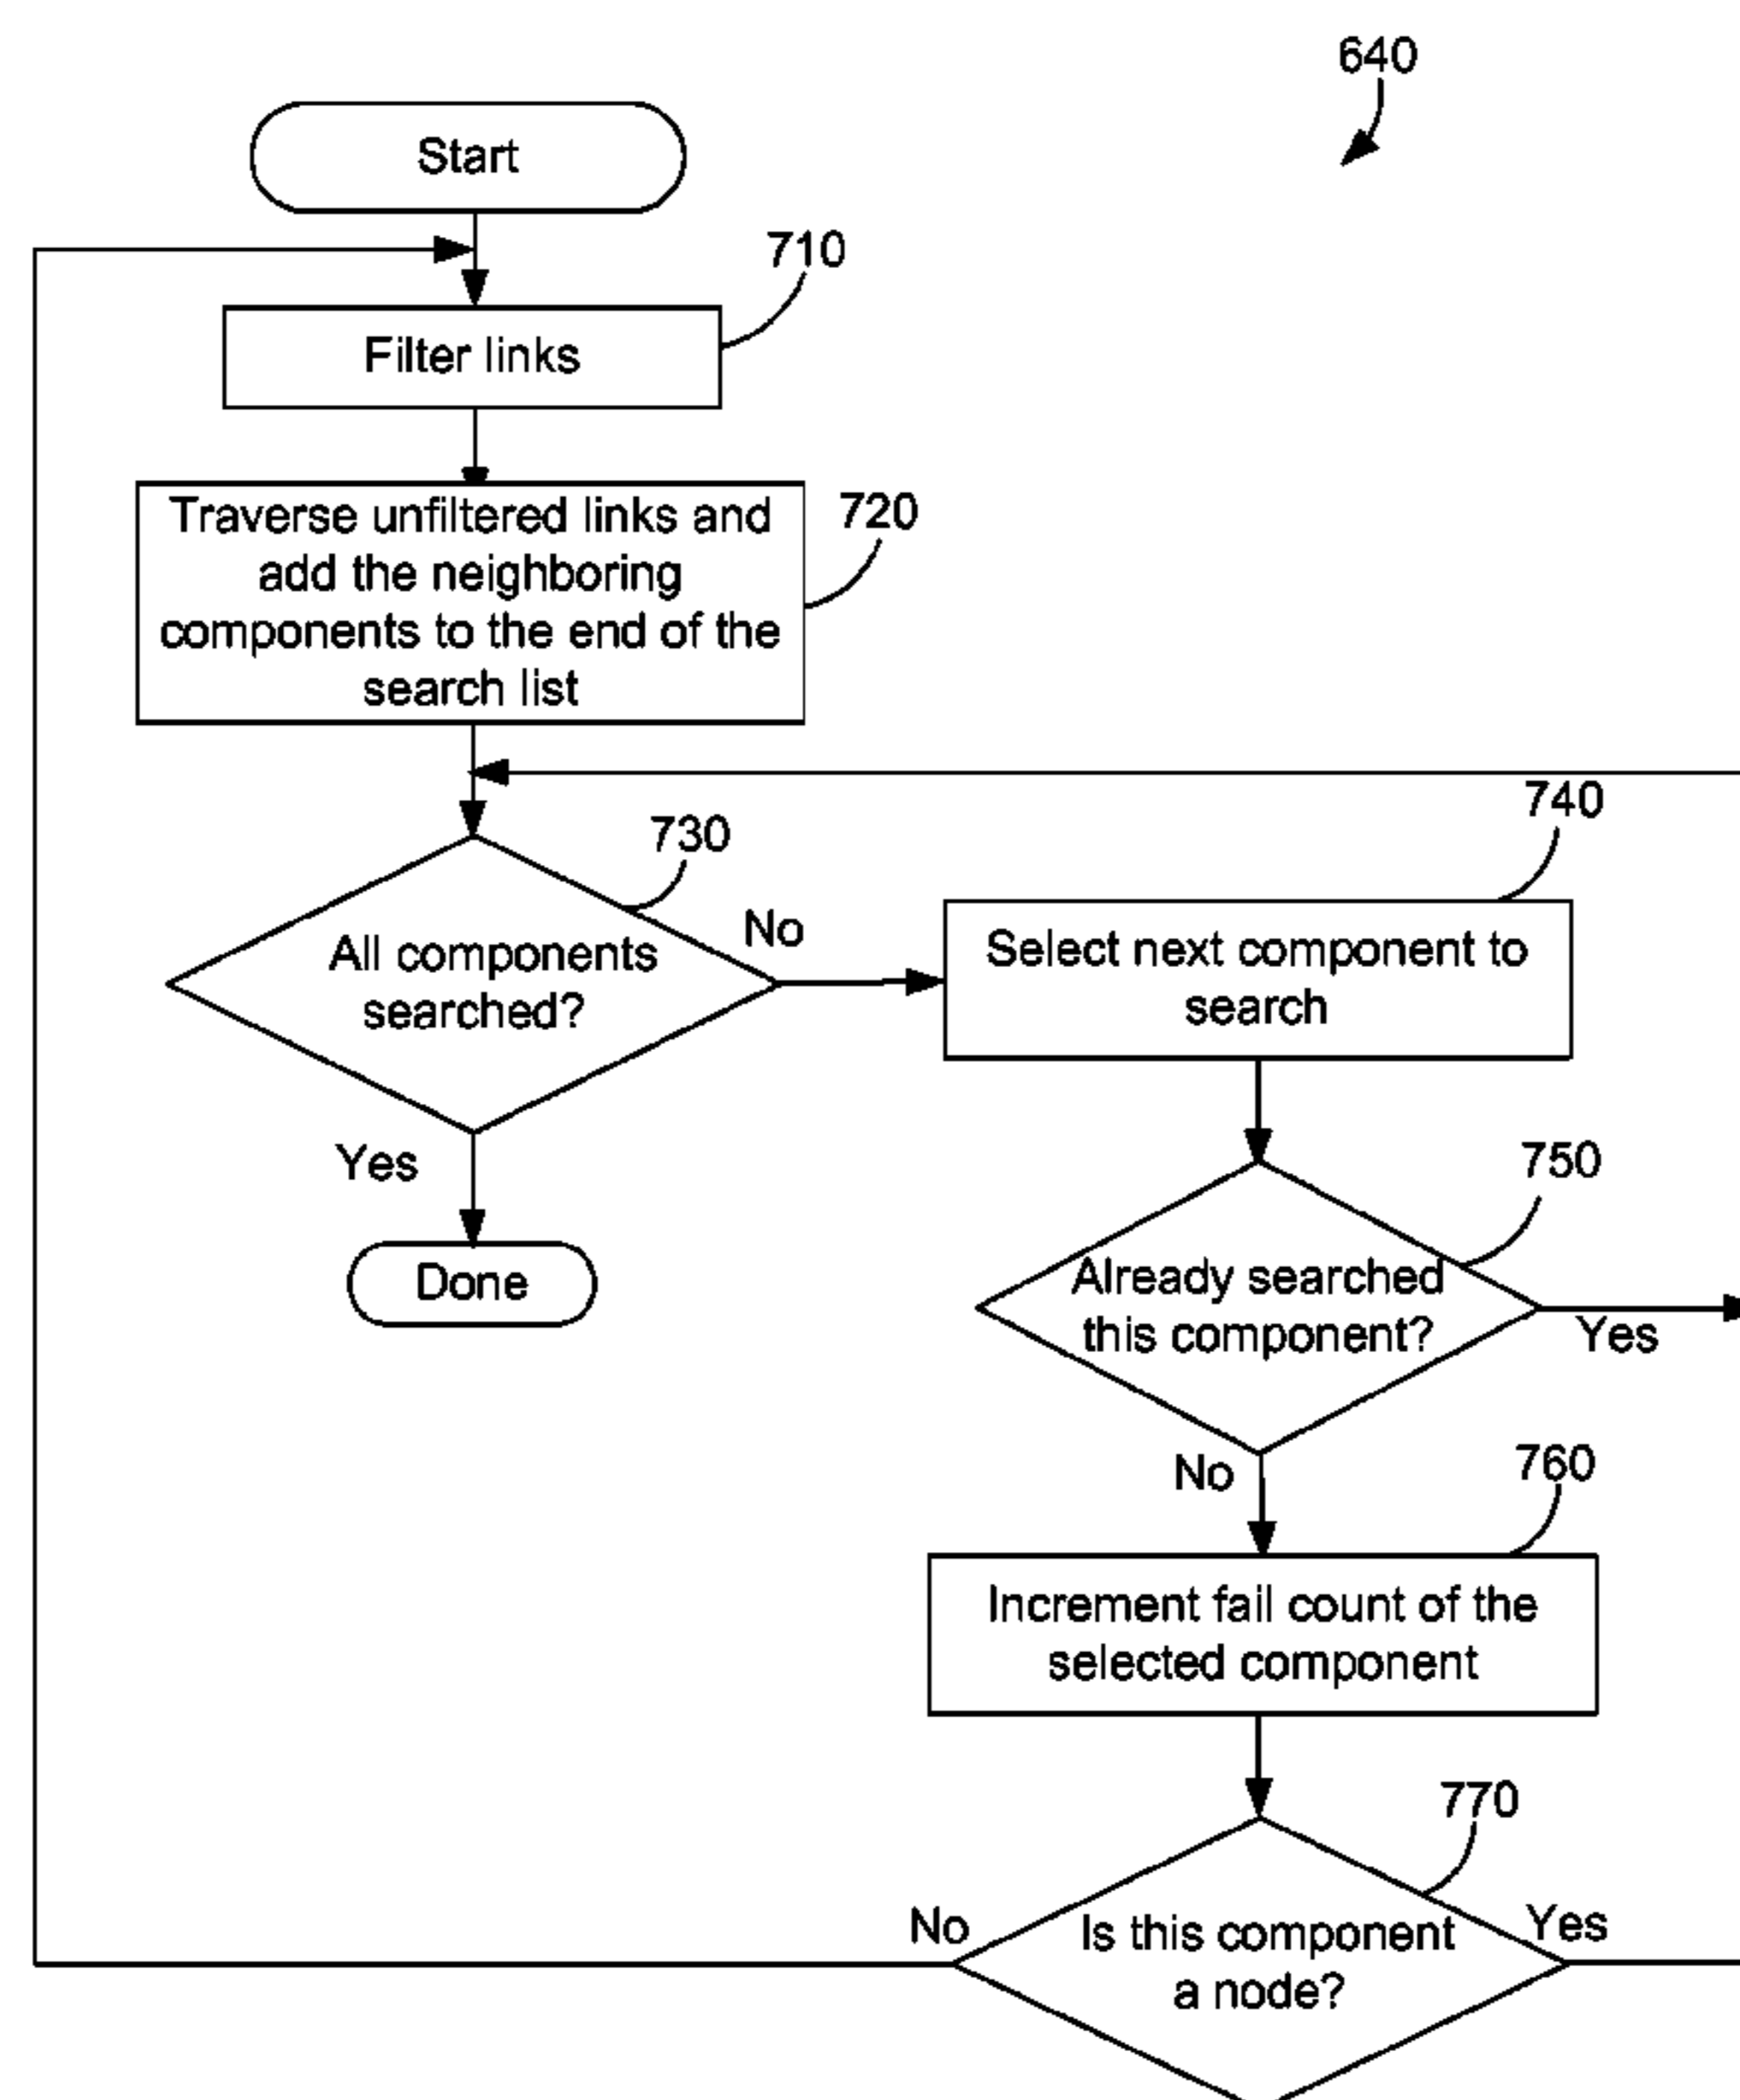 640
Start
710
Filter links
720
Traverse unfiltered links and
add the neighboring
components to the end of the
search list
730
All components
searched?
No
Yes
Done
740
Select next component to
search
750
Already searched
this component?
Yes
No
760
Increment fail count of the
selected component
770
Is this component
a node?
No
Yes